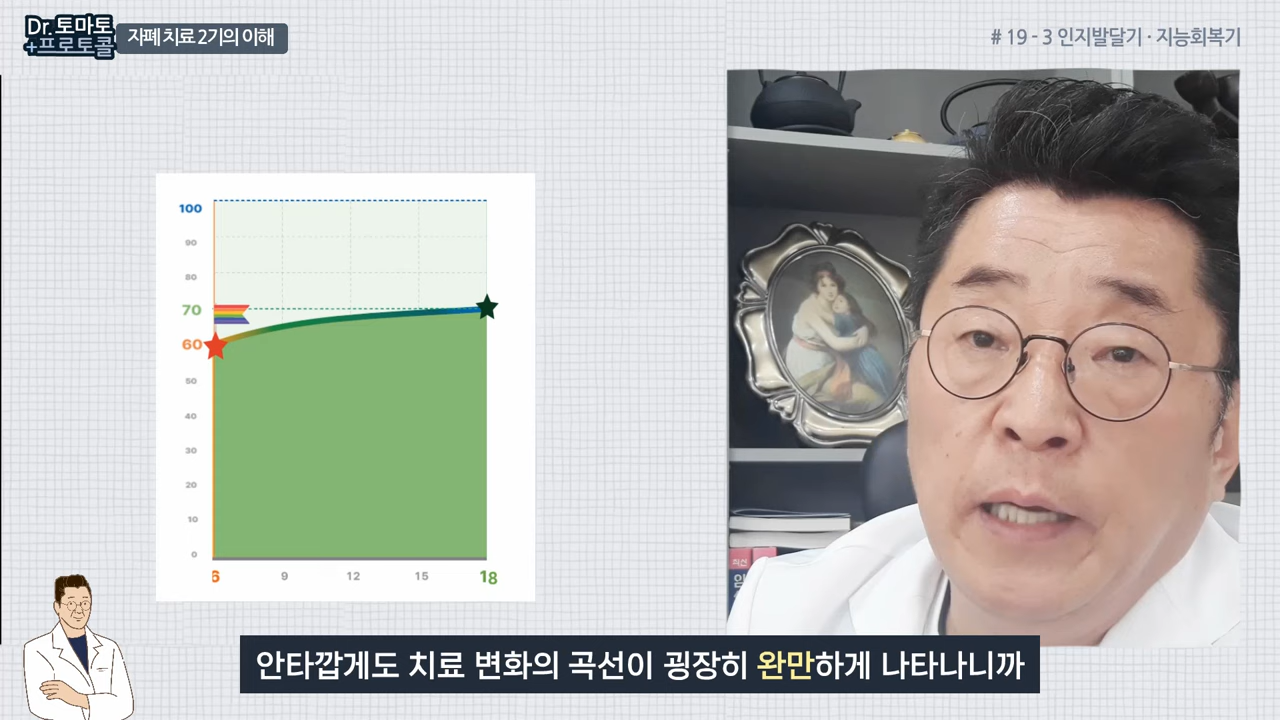 Dr. 토마토
+프로토콜
자폐 치료 2기의 이해
# 19 - 3 인지발달기 · 지능회복기
100
90
80
70
60
50
40
30
20
10
0
6 9 12 15 18
최신
안타깝게도 치료 변화의 곡선이 굉장히 완만하게 나타나니까